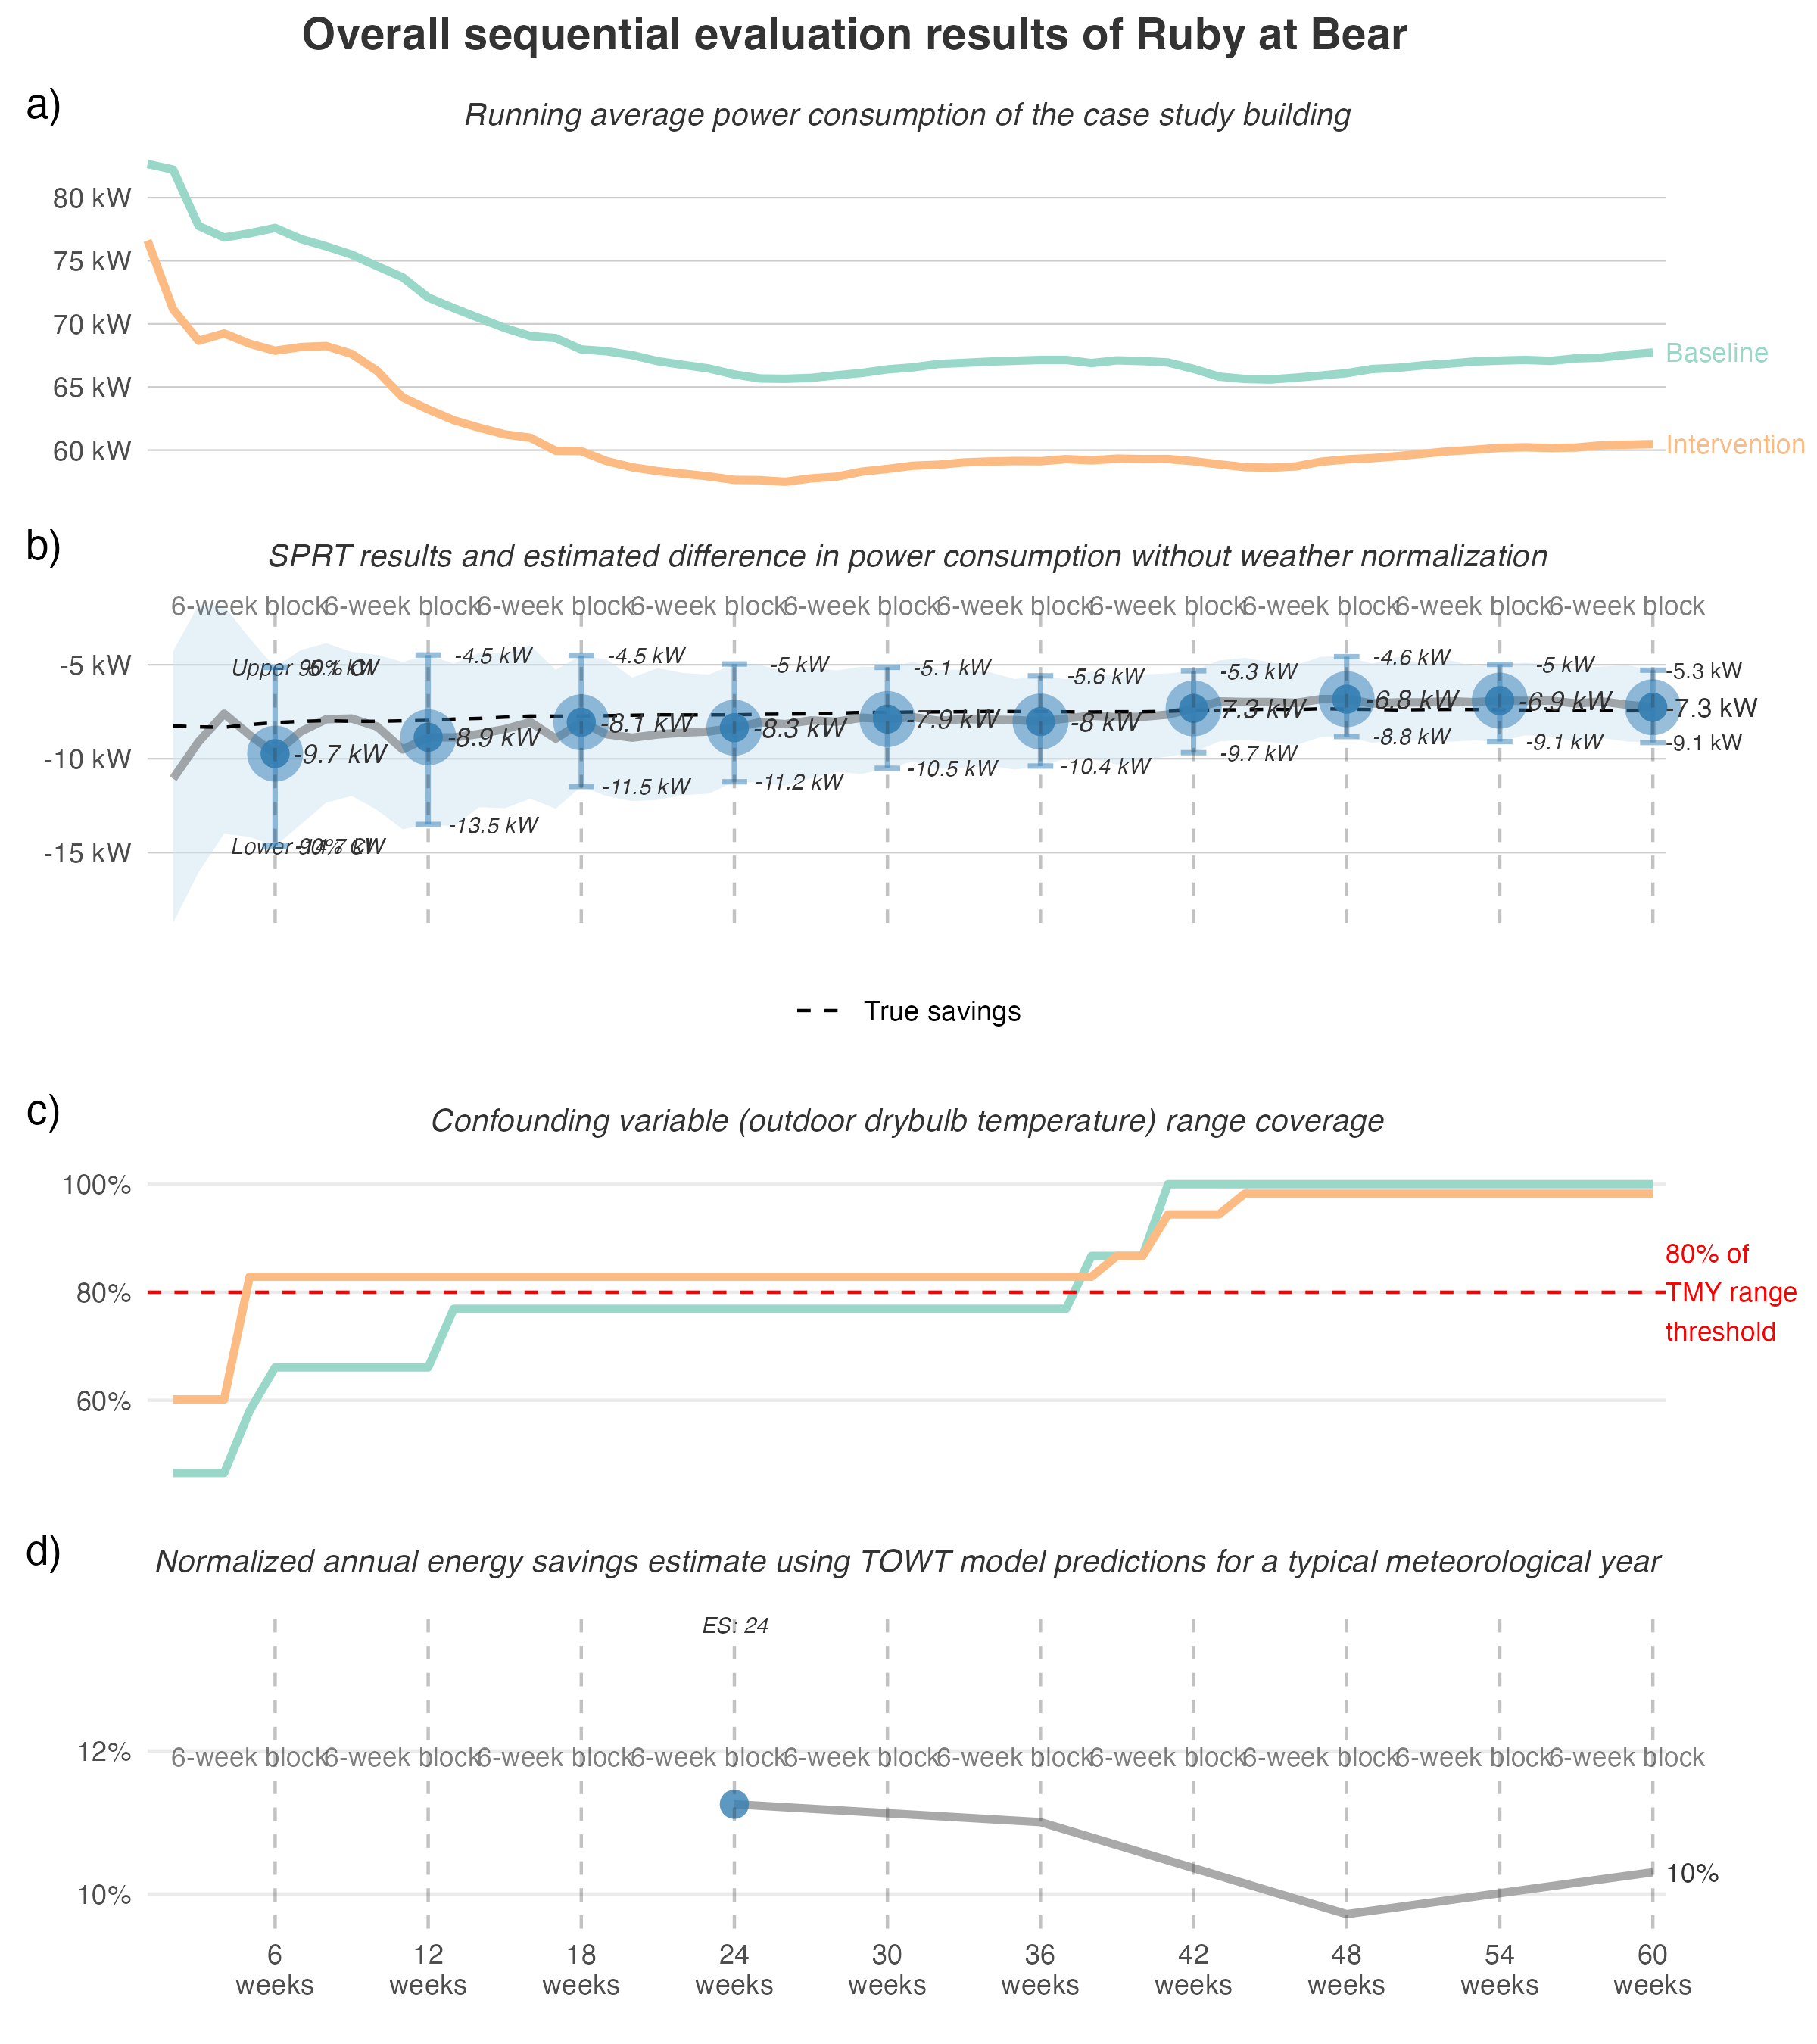 Overall sequential evaluation results of Ruby at Bear
a)
Running average power consumption of the case study building
80 kW
75 kW
70 kW
65 kW
60 kW
Baseline
Intervention
b)
SPRT results and estimated difference in power consumption without weather normalization
6-week block 6-week block 6-week block 6-week block 6-week block 6-week block 6-week block 6-week block 6-week block 6-week block
-5 kW
-10 kW
-15 kW
Upper 90% CI
-5.1 kW
-4.5 kW
-4.5 kW
-5 kW
-5.1 kW
-5.6 kW
-5.3 kW
-4.6 kW
-5 kW
-5.3 kW
-9.7 kW
-8.9 kW
-8.1 kW
-8.3 kW
-7.9 kW
-8 kW
-7.3 kW
-6.8 kW
-6.9 kW
-7.3 kW
Lower 90% CI
-14.7 kW
-13.5 kW
-11.5 kW
-11.2 kW
-10.5 kW
-10.4 kW
-9.7 kW
-8.8 kW
-9.1 kW
-9.1 kW
True savings
c)
Confounding variable (outdoor drybulb temperature) range coverage
100%
80%
60%
80% of
TMY range
threshold
d)
Normalized annual energy savings estimate using TOWT model predictions for a typical meteorological year
ES: 24
12%
6-week block 6-week block 6-week block 6-week block 6-week block 6-week block 6-week block 6-week block 6-week block 6-week block
10%
10%
6 12 18 24 30 36 42 48 54 60
weeks weeks weeks weeks weeks weeks weeks weeks weeks weeks